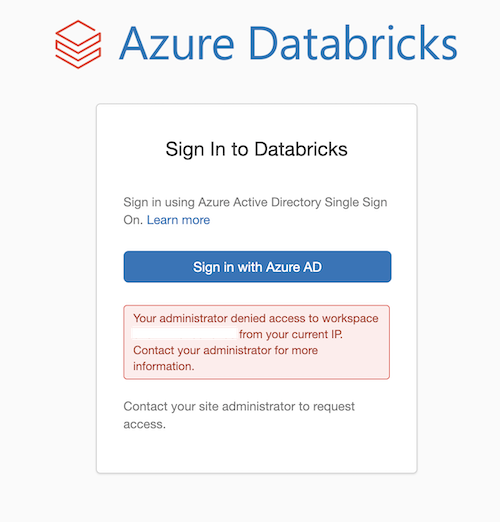 Azure Databricks
Sign In to Databricks
Sign in using Azure Active Directory Single Sign
On. Learn more
Sign in with Azure AD
Your administrator denied access to workspace
from your current IP.
Contact your administrator for more
information.
Contact your site administrator to request
access.